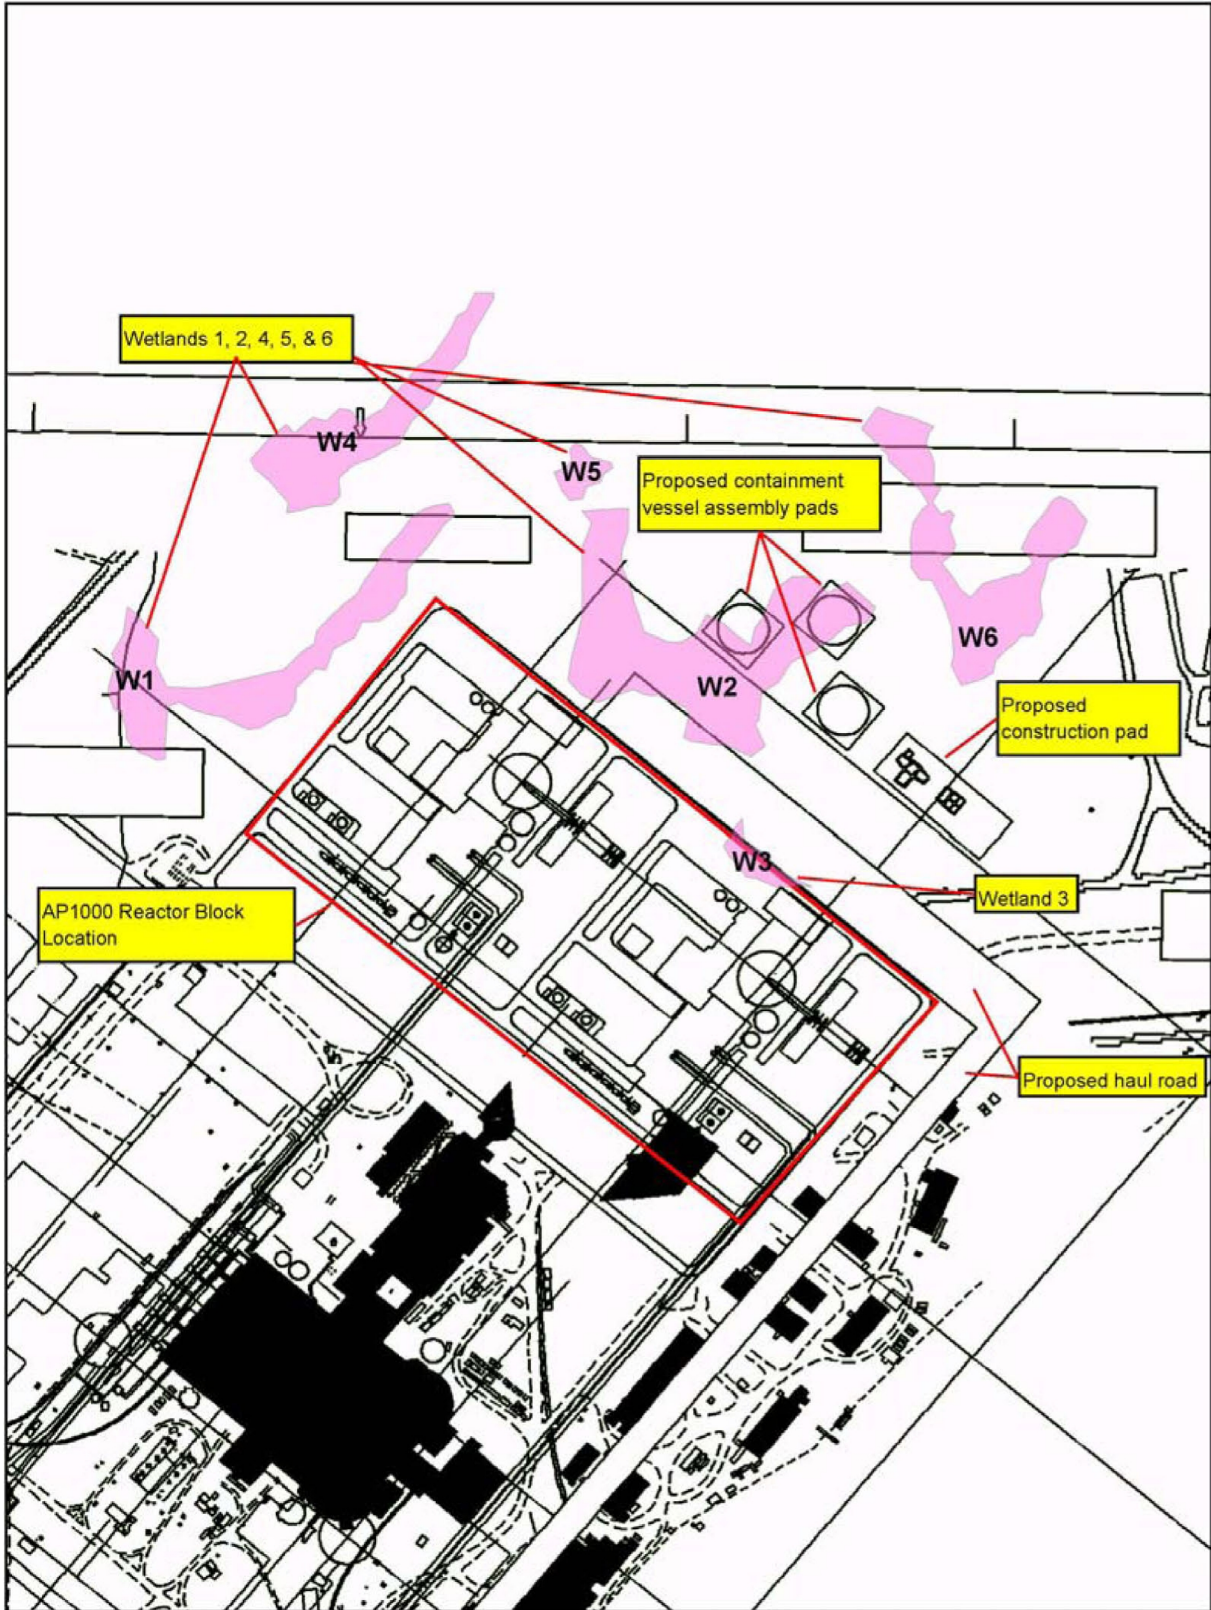 Wetlands 1, 2, 4, 5, & 6
W4
W5
Proposed containment
vessel assembly pads
W6
W1
W2
Proposed
construction pad
W3
Wetland 3
AP1000 Reactor Block
Location
Proposed haul road